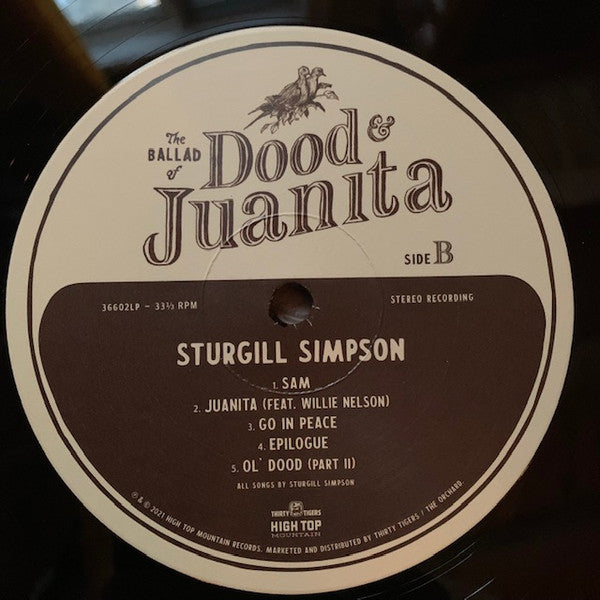 The
BALLAD
of
Dood &
Juanita
SIDE B
36602LP – 33⅓ RPM
STEREO RECORDING
STURGILL SIMPSON
1. SAM
2. JUANITA (FEAT. WILLIE NELSON)
3. GO IN PEACE
4. EPILOGUE
5. OL' DOOD (PART II)
ALL SONGS BY STURGILL SIMPSON
THIRTY TIGERS
HIGH TOP
MOUNTAIN
℗ & © 2021 HIGH TOP MOUNTAIN RECORDS. MARKETED AND DISTRIBUTED BY THIRTY TIGERS / THE ORCHARD.